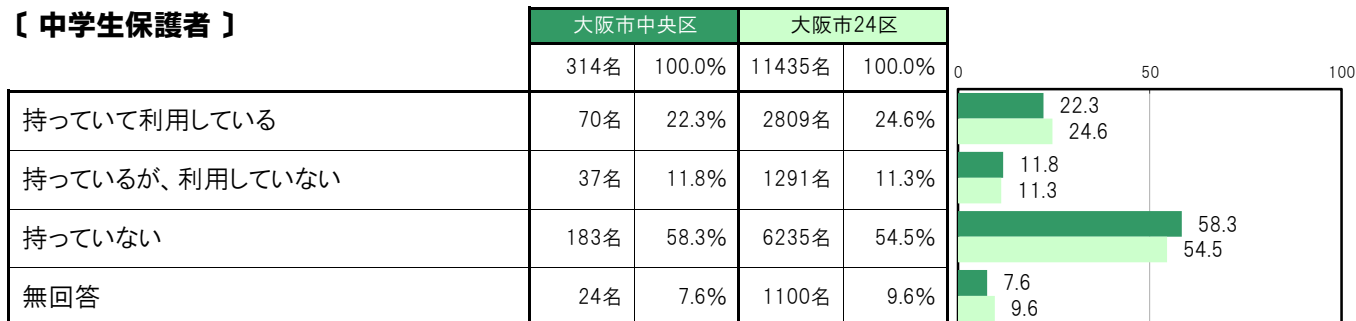 〔 中学生保護者 〕
大阪市中央区 大阪市24区
314名 100.0% 11435名 100.0%
0 50 100
持っていて利用している 70名 22.3% 2809名 24.6%
22.3
24.6
持っているが、利用していない 37名 11.8% 1291名 11.3%
11.8
11.3
持っていない 183名 58.3% 6235名 54.5%
58.3
54.5
無回答 24名 7.6% 1100名 9.6%
7.6
9.6